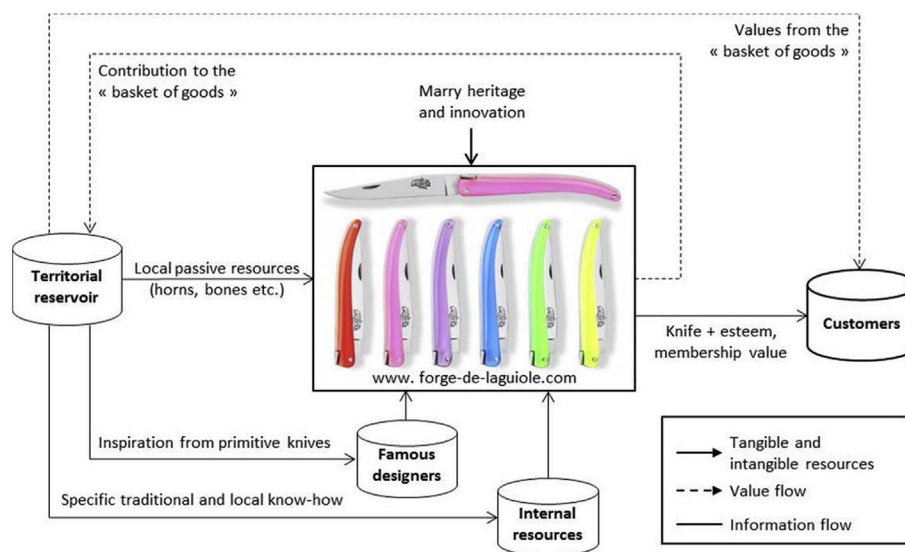 Values from the
« basket of goods »
Contribution to the
« basket of goods »
Marry heritage
and innovation
Territorial
reservoir
Local passive resources
(horns, bones etc.)
www. forge-de-laguiole.com
Knife + esteem,
membership value
Customers
Inspiration from primitive knives
Famous
designers
Specific traditional and local know-how
Internal
resources
Tangible and
intangible resources
Value flow
Information flow